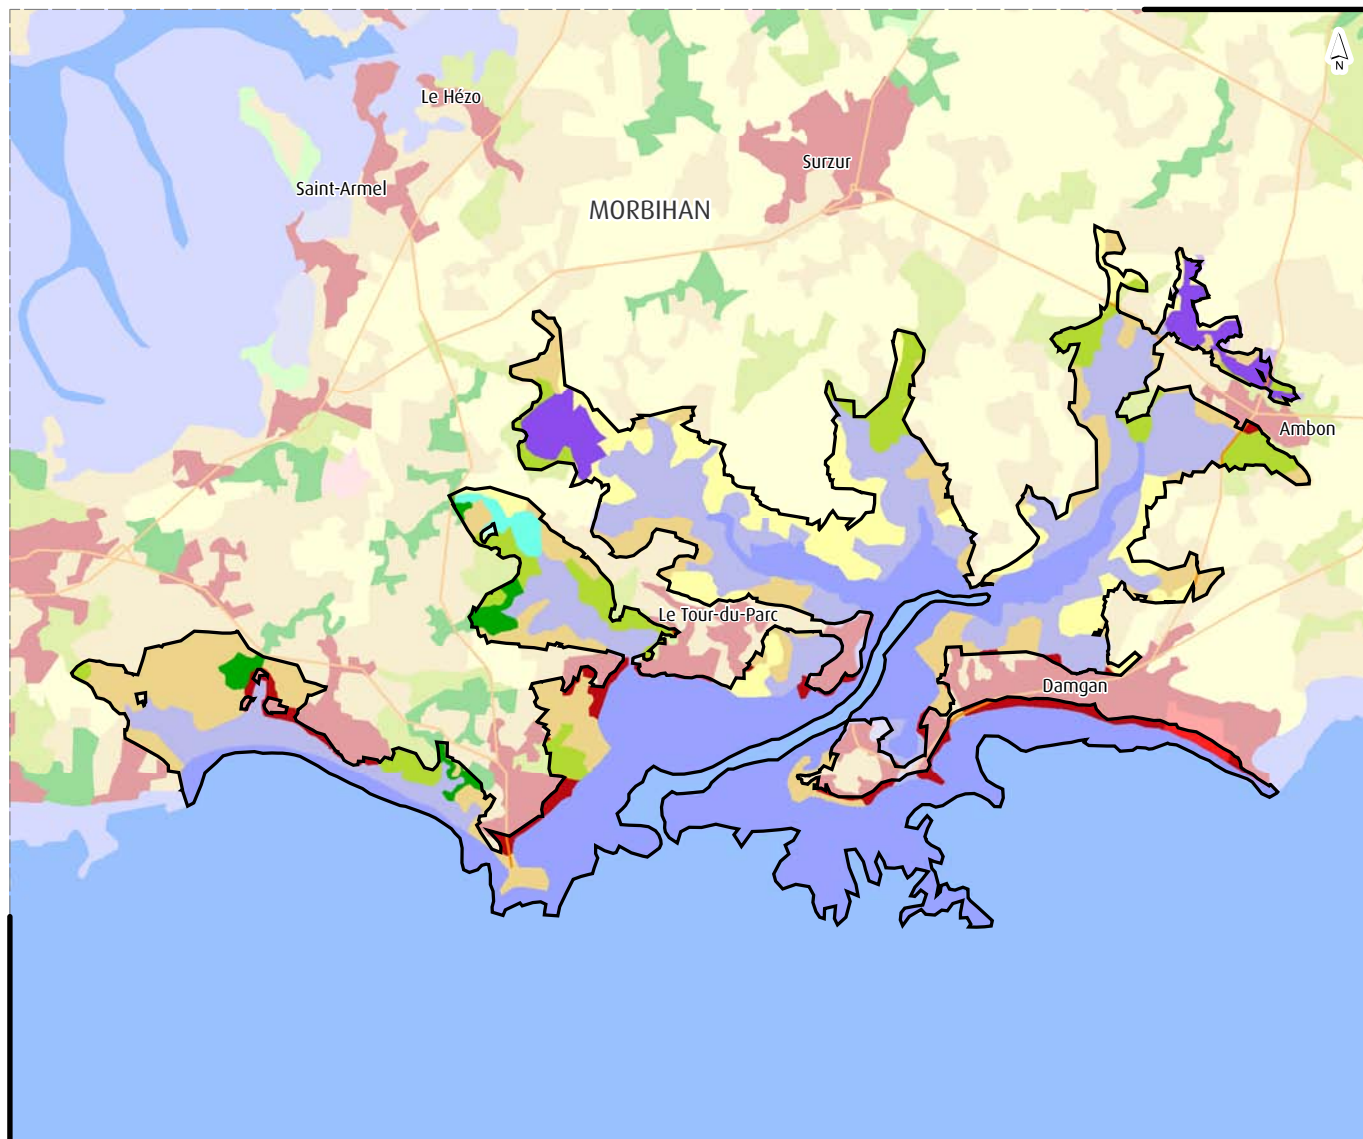 N
Le Hézo
Surzur
Saint-Armel
MORBIHAN
Ambon
Le Tour-du-Parc
Damgan